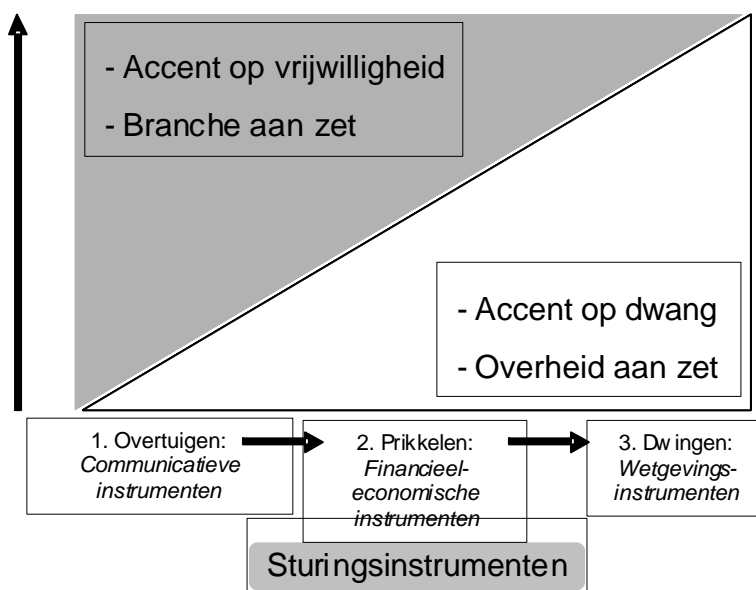 - Accent op vrijwilligheid
- Branche aan zet
- Accent op dwang
- Overheid aan zet
1. Overtuigen:
Communicatieve
instrumenten
2. Prikkelen:
Financieel-
economische
instrumenten
3. Dwingen:
Wetgevings-
instrumenten
Sturingsinstrumenten